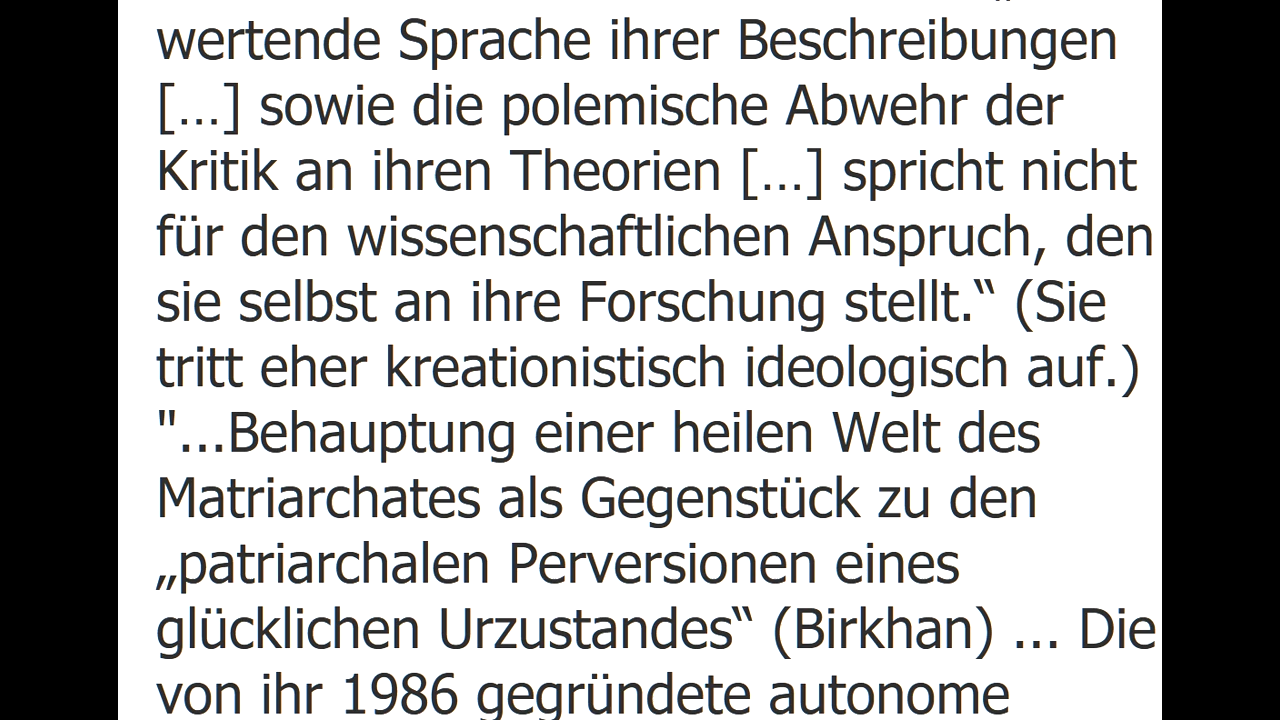 wertende Sprache ihrer Beschreibungen
[…] sowie die polemische Abwehr der
Kritik an ihren Theorien […] spricht nicht
für den wissenschaftlichen Anspruch, den
sie selbst an ihre Forschung stellt.“ (Sie
tritt eher kreationistisch ideologisch auf.)
"...Behauptung einer heilen Welt des
Matriarchates als Gegenstück zu den
„patriarchalen Perversionen eines
glücklichen Urzustandes“ (Birkhan) ... Die
von ihr 1986 gegründete autonome